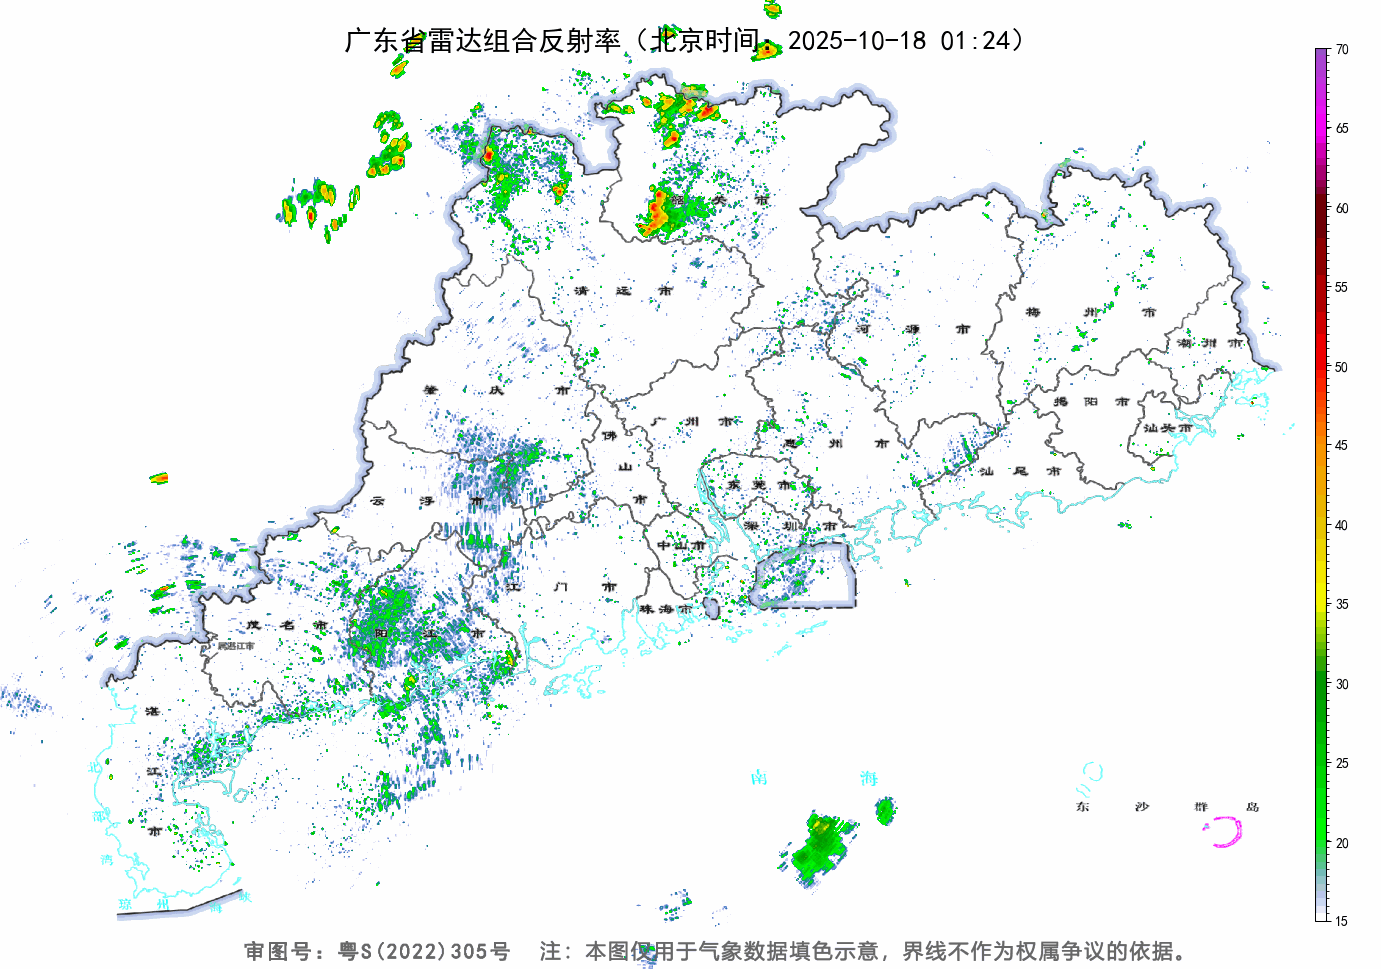 广东省雷达组合反射率（北京时间：2025-10-18 01:24）
70
65
60
55
50
45
40
35
30
25
20
15
韶 关 市
清 远 市
梅 州 市
河 源 市
潮 州 市
肇 庆 市
揭 阳 市
广 州 市
汕头市
佛 山 市
惠 州 市
汕 尾 市
东 莞 市
云 浮 市
深 圳 市
中山市
江 门 市
珠 海 市
茂 名 市
阳 江 市
属湛江市
湛 江 市
北 部 湾
南 海
东 沙 群 岛
琼 州 海 峡
审图号：粤S(2022)305号 注：本图仅用于气象数据填色示意，界线不作为权属争议的依据。